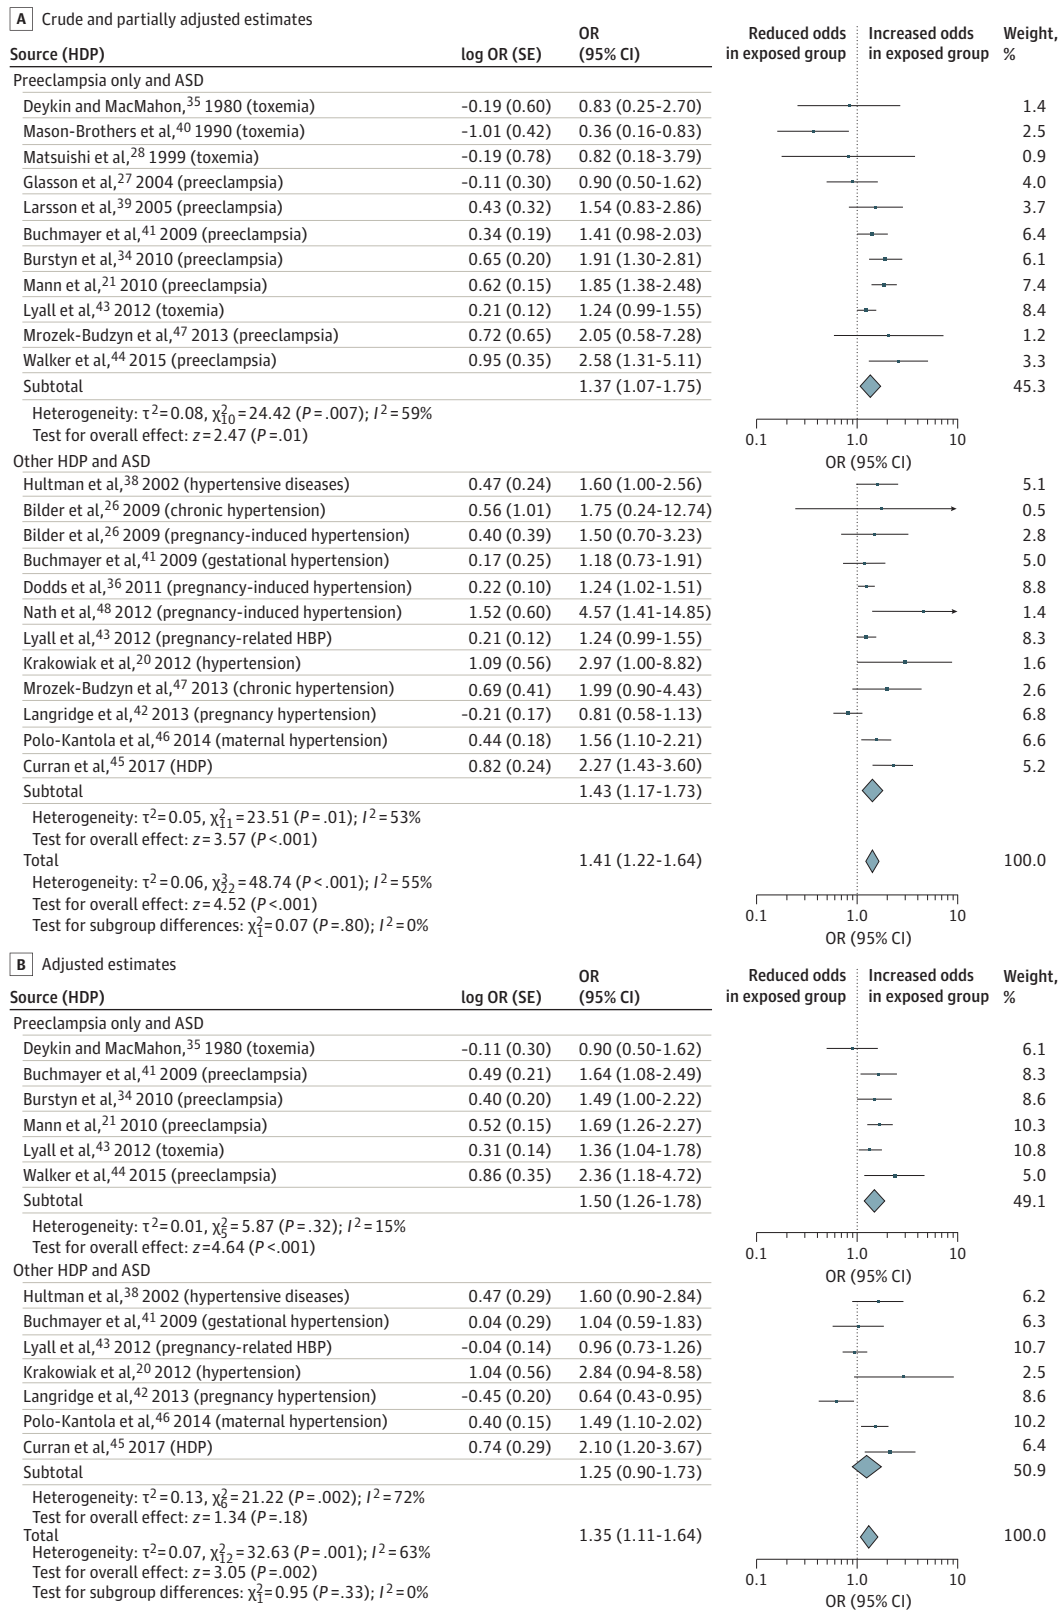 A Crude and partially adjusted estimates
Source (HDP) log OR (SE) OR (95% CI) Reduced odds in exposed group Increased odds in exposed group Weight, %
Preeclampsia only and ASD
Deykin and MacMahon,35 1980 (toxemia) -0.19 (0.60) 0.83 (0.25-2.70) 1.4
Mason-Brothers et al,40 1990 (toxemia) -1.01 (0.42) 0.36 (0.16-0.83) 2.5
Matsuishi et al,28 1999 (toxemia) -0.19 (0.78) 0.82 (0.18-3.79) 0.9
Glasson et al,27 2004 (preeclampsia) -0.11 (0.30) 0.90 (0.50-1.62) 4.0
Larsson et al,39 2005 (preeclampsia) 0.43 (0.32) 1.54 (0.83-2.86) 3.7
Buchmayer et al,41 2009 (preeclampsia) 0.34 (0.19) 1.41 (0.98-2.03) 6.4
Burstyn et al,34 2010 (preeclampsia) 0.65 (0.20) 1.91 (1.30-2.81) 6.1
Mann et al,21 2010 (preeclampsia) 0.62 (0.15) 1.85 (1.38-2.48) 7.4
Lyall et al,43 2012 (toxemia) 0.21 (0.12) 1.24 (0.99-1.55) 8.4
Mrozek-Budzyn et al,47 2013 (preeclampsia) 0.72 (0.65) 2.05 (0.58-7.28) 1.2
Walker et al,44 2015 (preeclampsia) 0.95 (0.35) 2.58 (1.31-5.11) 3.3
Subtotal 1.37 (1.07-1.75) 45.3
Heterogeneity: τ2=0.08, χ2 10=24.42 (P=.007); I2=59%
Test for overall effect: z=2.47 (P=.01)
0.1 1.0 10
OR (95% CI)
Other HDP and ASD
Hultman et al,38 2002 (hypertensive diseases) 0.47 (0.24) 1.60 (1.00-2.56) 5.1
Bilder et al,26 2009 (chronic hypertension) 0.56 (1.01) 1.75 (0.24-12.74) 0.5
Bilder et al,26 2009 (pregnancy-induced hypertension) 0.40 (0.39) 1.50 (0.70-3.23) 2.8
Buchmayer et al,41 2009 (gestational hypertension) 0.17 (0.25) 1.18 (0.73-1.91) 5.0
Dodds et al,36 2011 (pregnancy-induced hypertension) 0.22 (0.10) 1.24 (1.02-1.51) 8.8
Nath et al,48 2012 (pregnancy-induced hypertension) 1.52 (0.60) 4.57 (1.41-14.85) 1.4
Lyall et al,43 2012 (pregnancy-related HBP) 0.21 (0.12) 1.24 (0.99-1.55) 8.3
Krakowiak et al,20 2012 (hypertension) 1.09 (0.56) 2.97 (1.00-8.82) 1.6
Mrozek-Budzyn et al,47 2013 (chronic hypertension) 0.69 (0.41) 1.99 (0.90-4.43) 2.6
Langridge et al,42 2013 (pregnancy hypertension) -0.21 (0.17) 0.81 (0.58-1.13) 6.8
Polo-Kantola et al,46 2014 (maternal hypertension) 0.44 (0.18) 1.56 (1.10-2.21) 6.6
Curran et al,45 2017 (HDP) 0.82 (0.24) 2.27 (1.43-3.60) 5.2
Subtotal 1.43 (1.17-1.73)
Heterogeneity: τ2=0.05, χ2 11=23.51 (P=.01); I2=53%
Test for overall effect: z=3.57 (P<.001)
Total 1.41 (1.22-1.64) 100.0
Heterogeneity: τ2=0.06, χ3 22=48.74 (P<.001); I2=55%
Test for overall effect: z=4.52 (P<.001)
Test for subgroup differences: χ2 1=0.07 (P=.80); I2=0%
0.1 1.0 10
OR (95% CI)
B Adjusted estimates
Source (HDP) log OR (SE) OR (95% CI) Reduced odds in exposed group Increased odds in exposed group Weight, %
Preeclampsia only and ASD
Deykin and MacMahon,35 1980 (toxemia) -0.11 (0.30) 0.90 (0.50-1.62) 6.1
Buchmayer et al,41 2009 (preeclampsia) 0.49 (0.21) 1.64 (1.08-2.49) 8.3
Burstyn et al,34 2010 (preeclampsia) 0.40 (0.20) 1.49 (1.00-2.22) 8.6
Mann et al,21 2010 (preeclampsia) 0.52 (0.15) 1.69 (1.26-2.27) 10.3
Lyall et al,43 2012 (toxemia) 0.31 (0.14) 1.36 (1.04-1.78) 10.8
Walker et al,44 2015 (preeclampsia) 0.86 (0.35) 2.36 (1.18-4.72) 5.0
Subtotal 1.50 (1.26-1.78) 49.1
Heterogeneity: τ2=0.01, χ2 5=5.87 (P=.32); I2=15%
Test for overall effect: z=4.64 (P<.001)
0.1 1.0 10
OR (95% CI)
Other HDP and ASD
Hultman et al,38 2002 (hypertensive diseases) 0.47 (0.29) 1.60 (0.90-2.84) 6.2
Buchmayer et al,41 2009 (gestational hypertension) 0.04 (0.29) 1.04 (0.59-1.83) 6.3
Lyall et al,43 2012 (pregnancy-related HBP) -0.04 (0.14) 0.96 (0.73-1.26) 10.7
Krakowiak et al,20 2012 (hypertension) 1.04 (0.56) 2.84 (0.94-8.58) 2.5
Langridge et al,42 2013 (pregnancy hypertension) -0.45 (0.20) 0.64 (0.43-0.95) 8.6
Polo-Kantola et al,46 2014 (maternal hypertension) 0.40 (0.15) 1.49 (1.10-2.02) 10.2
Curran et al,45 2017 (HDP) 0.74 (0.29) 2.10 (1.20-3.67) 6.4
Subtotal 1.25 (0.90-1.73) 50.9
Heterogeneity: τ2=0.13, χ2 6=21.22 (P=.002); I2=72%
Test for overall effect: z=1.34 (P=.18)
Total 1.35 (1.11-1.64) 100.0
Heterogeneity: τ2=0.07, χ2 12=32.63 (P=.001); I2=63%
Test for overall effect: z=3.05 (P=.002)
Test for subgroup differences: χ2 1=0.95 (P=.33); I2=0%
0.1 1.0 10
OR (95% CI)